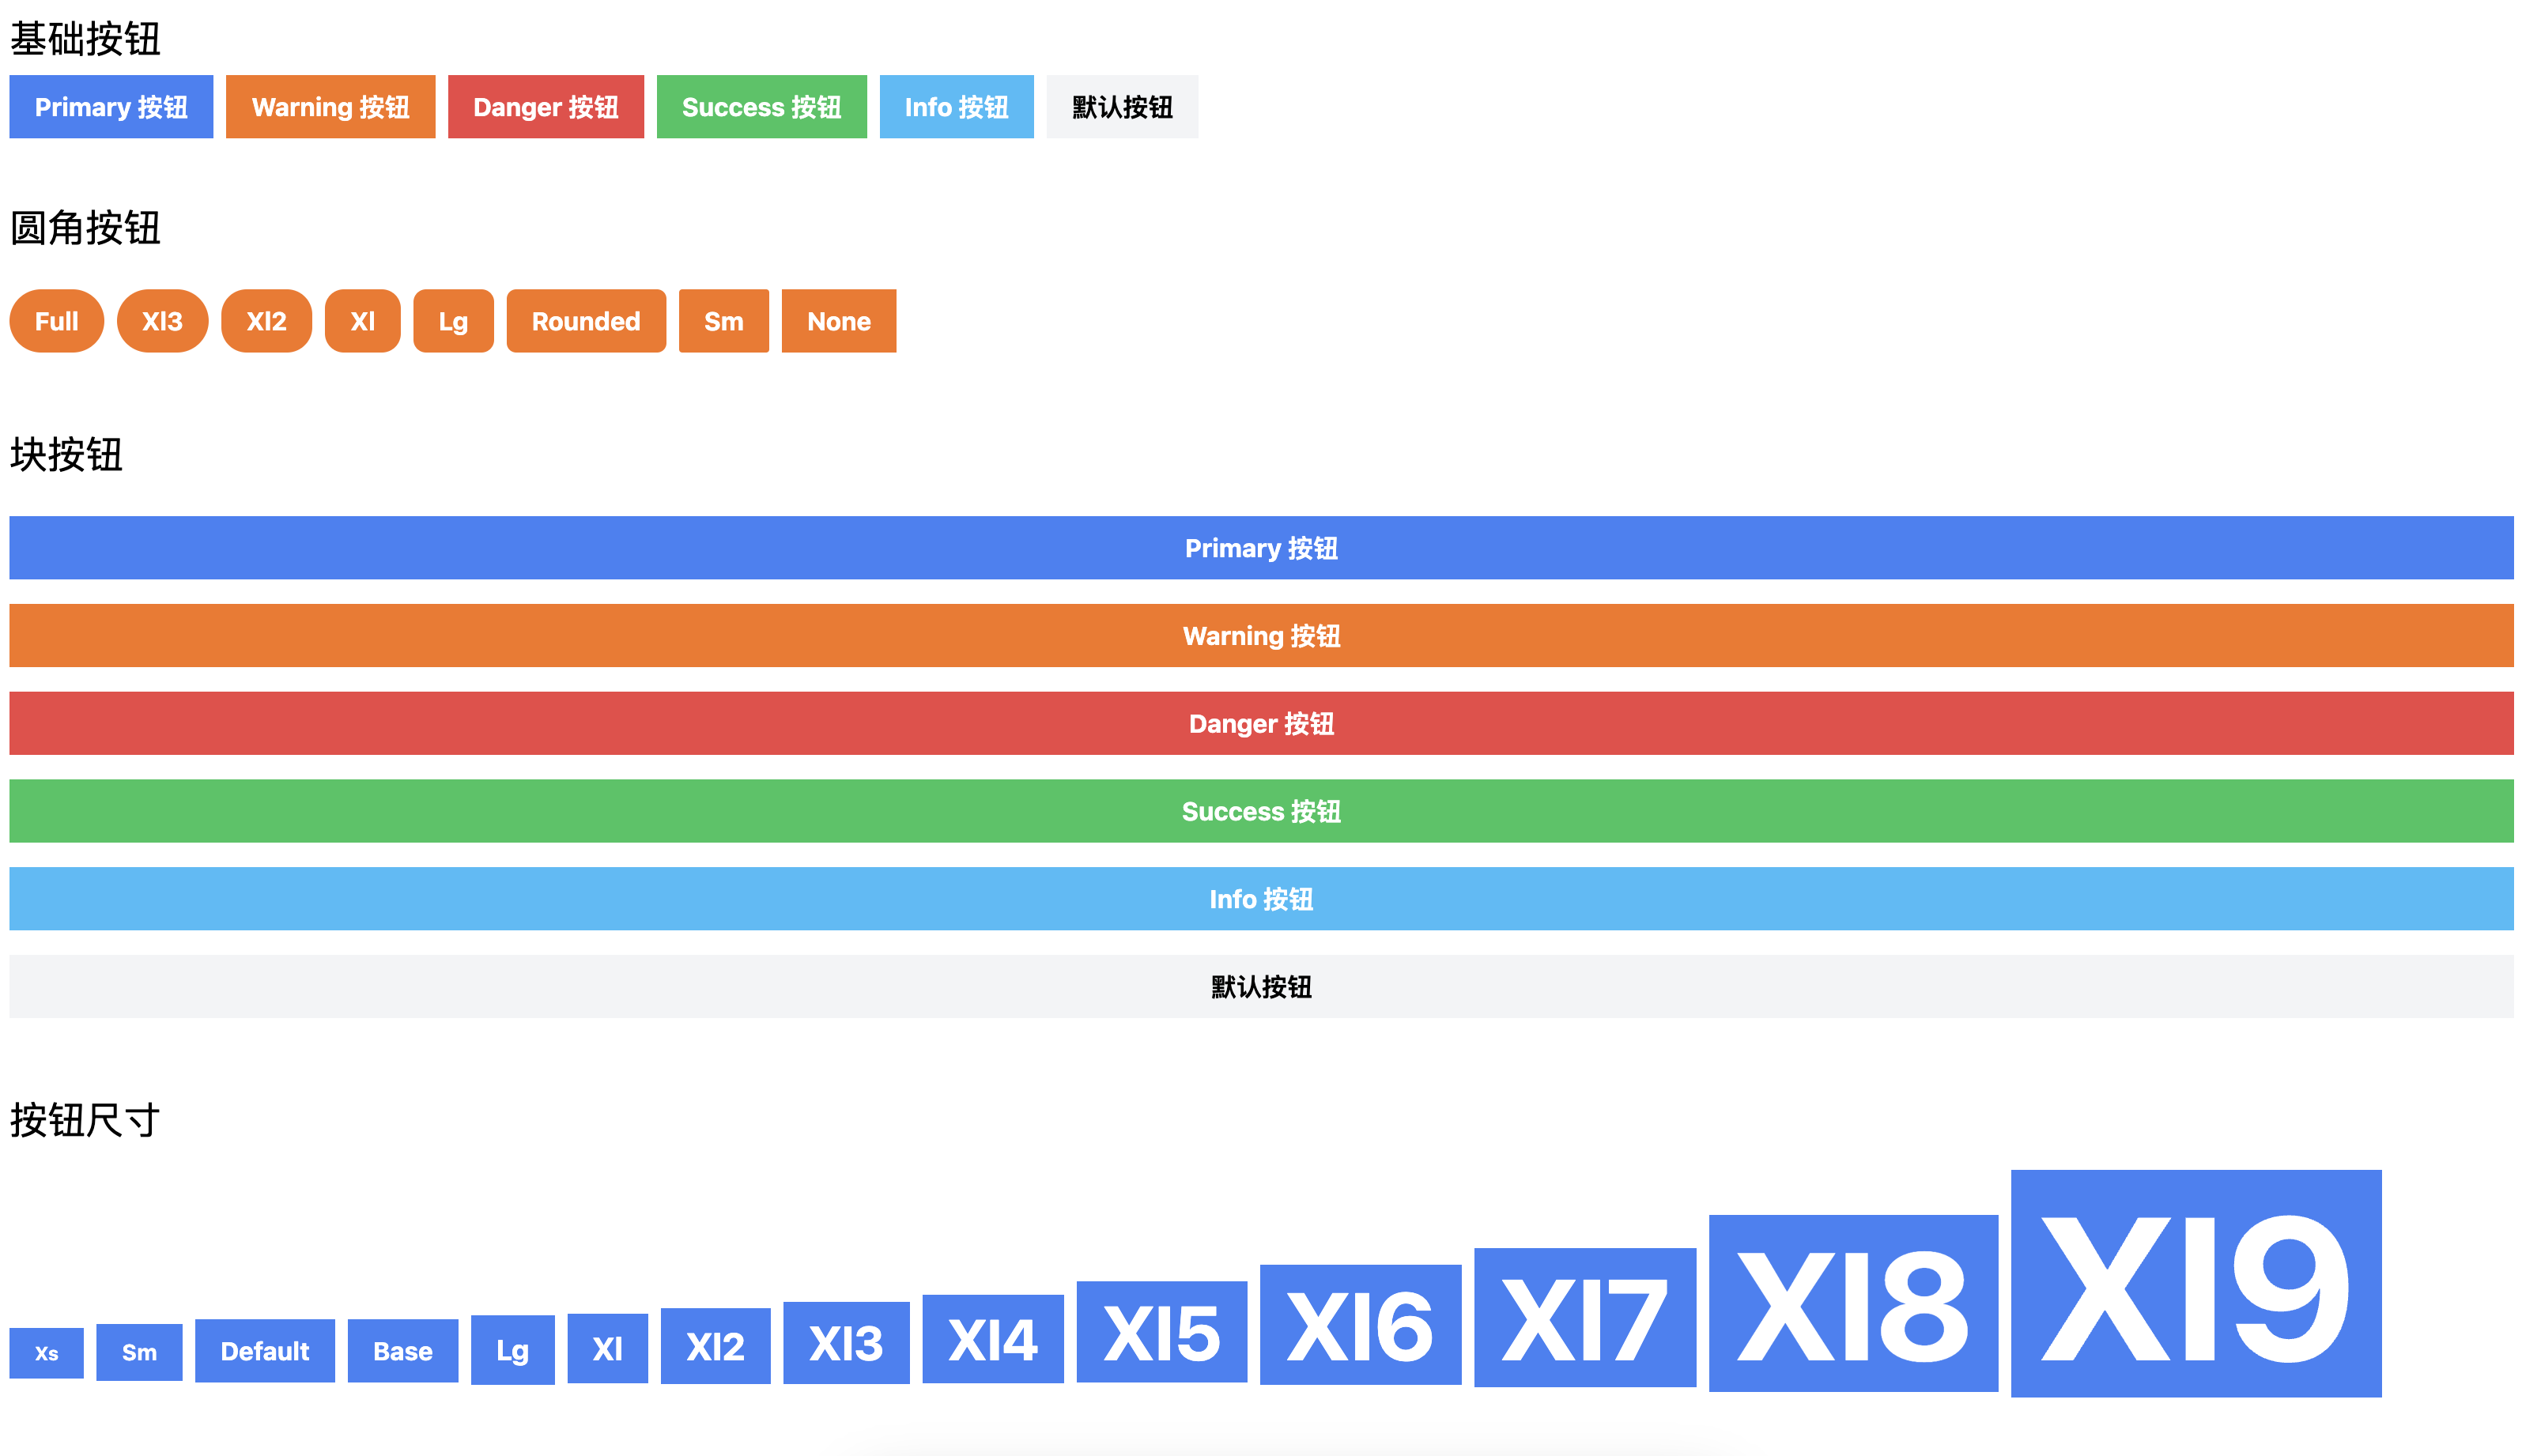 基础按钮
Primary 按钮 Warning 按钮 Danger 按钮 Success 按钮 Info 按钮 默认按钮
圆角按钮
Full Xl3 Xl2 Xl Lg Rounded Sm None
块按钮
Primary 按钮
Warning 按钮
Danger 按钮
Success 按钮
Info 按钮
默认按钮
按钮尺寸
Xs Sm Default Base Lg Xl Xl2 Xl3 Xl4 Xl5 Xl6 Xl7 Xl8 Xl9